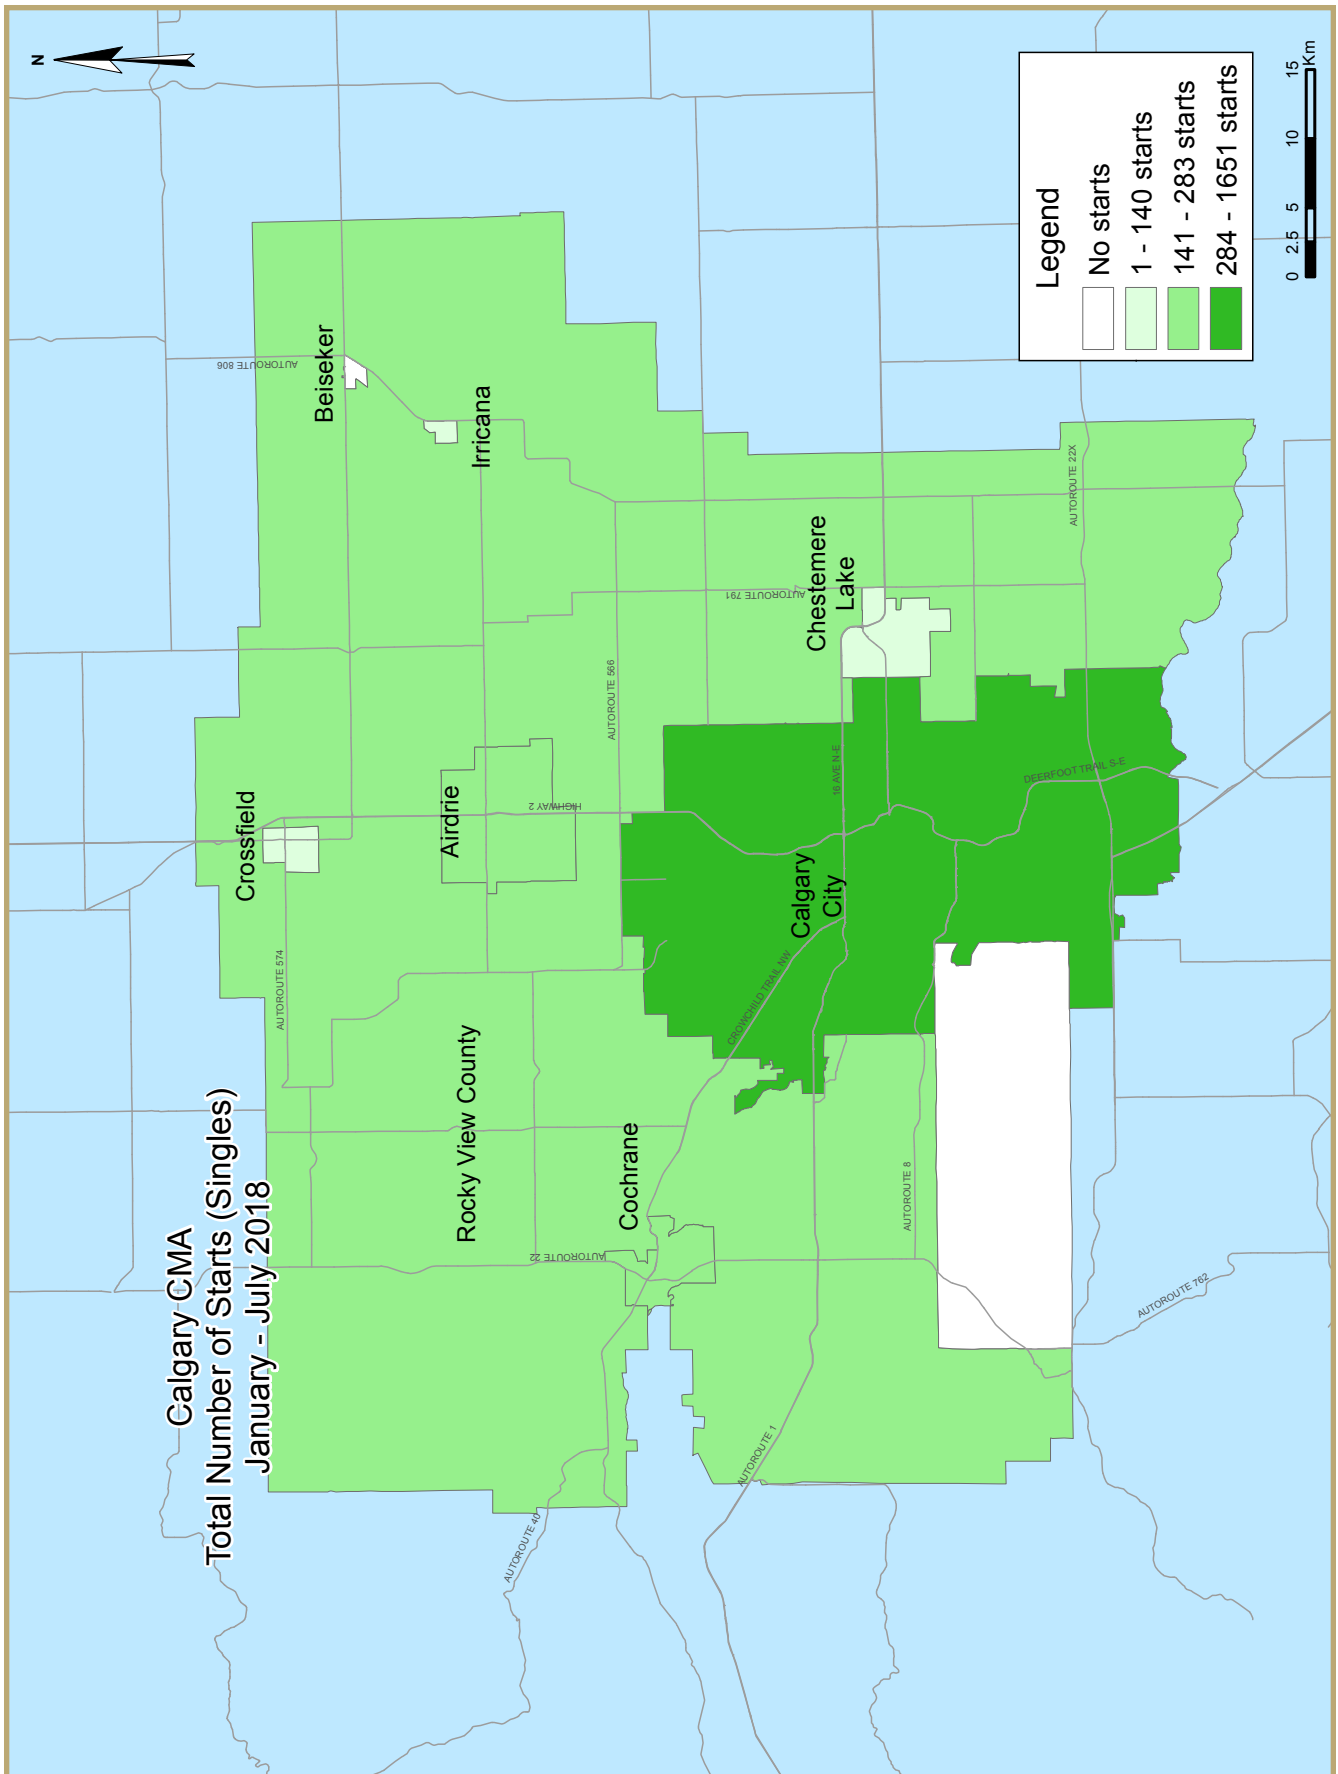 Calgary CMA
Total Number of Starts (Singles)
January - July 2018
N
Crossfield
Beiseker
Irricana
Airdrie
Rocky View County
Cochrane
Chestemere
Lake
Calgary
City
AUTOROUTE 806
AUTOROUTE 574
HIGHWAY 2
AUTOROUTE 566
AUTOROUTE 791
AUTOROUTE 22
AUTOROUTE 40
CROWCHILD TRAIL NW
16 AVE N-E
AUTOROUTE 1
AUTOROUTE 8
DEERFOOT TRAIL S-E
AUTOROUTE 22X
AUTOROUTE 762
Legend
No starts
1 - 140 starts
141 - 283 starts
284 - 1651 starts
0 2.5 5 10 15
Km